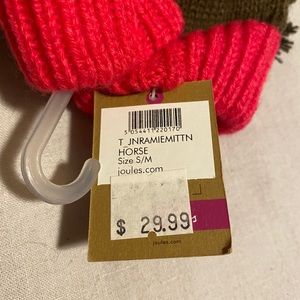 5 054411 220170
T_JNRAMIEMITTN
HORSE
Size S/M
joules.com
$ 29.99
joules.com